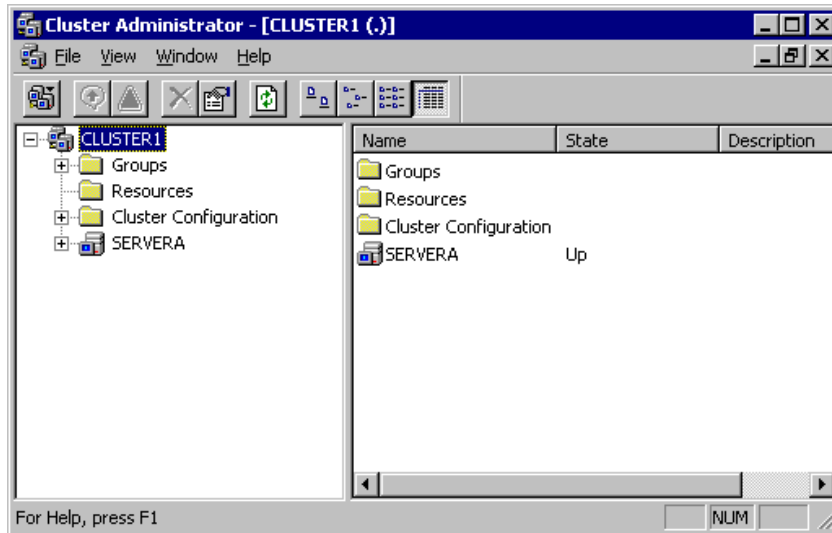 Cluster Administrator - [CLUSTER1 (.)]
File View Window Help
CLUSTER1
Groups
Resources
Cluster Configuration
SERVERA
Name State Description
Groups
Resources
Cluster Configuration
SERVERA Up
For Help, press F1 NUM